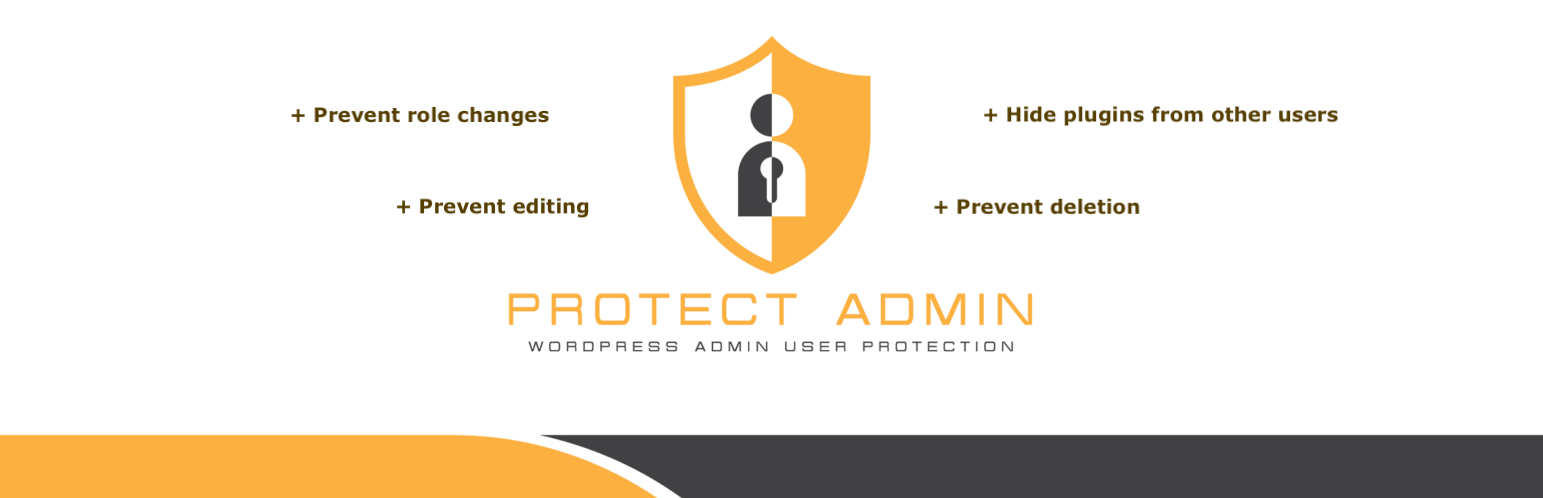 + Prevent role changes
+ Hide plugins from other users
+ Prevent editing
+ Prevent deletion
PROTECT ADMIN
WORDPRESS ADMIN USER PROTECTION